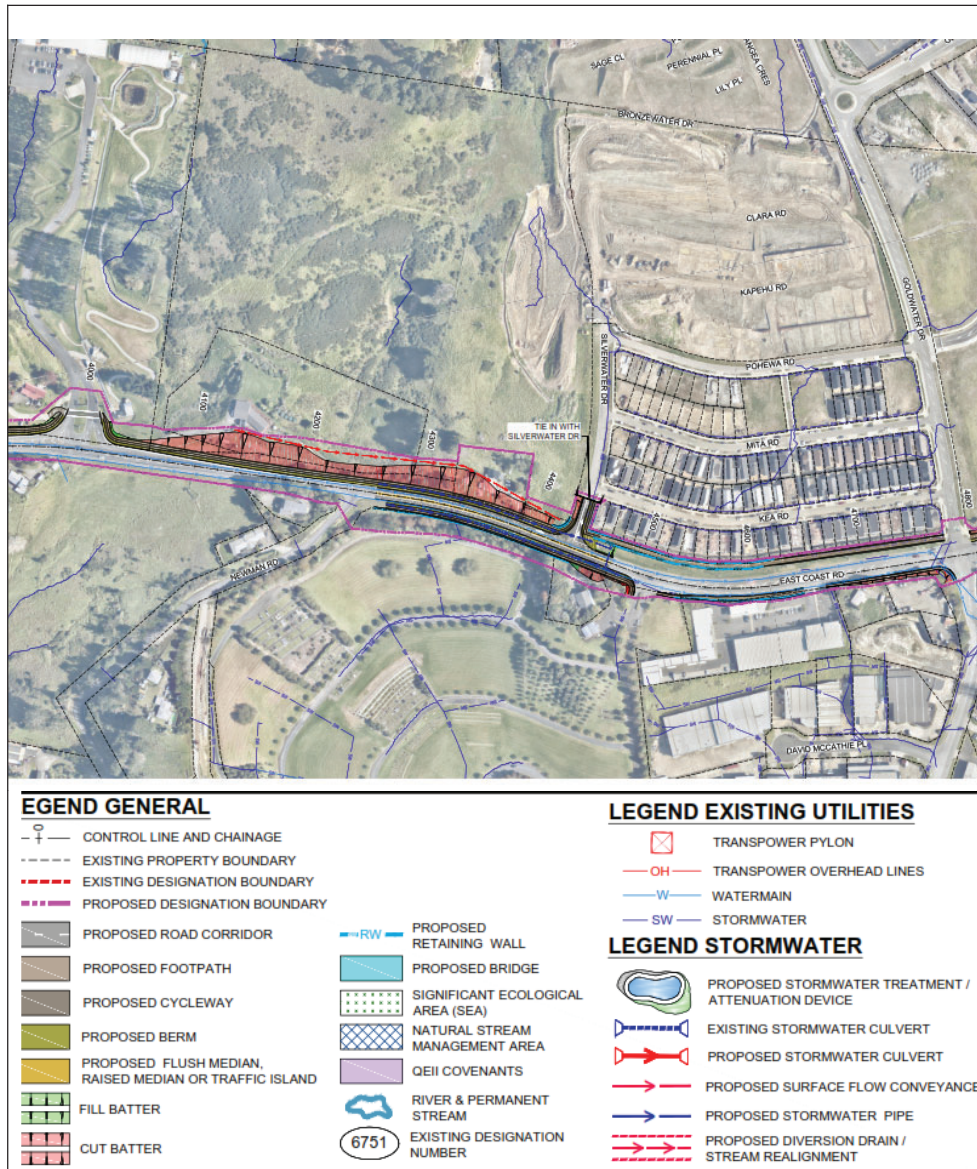 SAGE CL
PERENNIAL PL
LILY PL
ANGEA CRES
BRONZEWATER DR
CLARA RD
KAPEHU RD
GOLDWATER DR
SILVERWATER DR
POHEWA RD
MITA RD
KEA RD
EAST COAST RD
NEWMAN RD
DAVID MCCATHIE PL
TIE IN WITH
SILVERWATER DR
4000
4100
4200
4300
4400
4500
4600
4700
4800
EGEND GENERAL
CONTROL LINE AND CHAINAGE
EXISTING PROPERTY BOUNDARY
EXISTING DESIGNATION BOUNDARY
PROPOSED DESIGNATION BOUNDARY
PROPOSED ROAD CORRIDOR
PROPOSED FOOTPATH
PROPOSED CYCLEWAY
PROPOSED BERM
PROPOSED FLUSH MEDIAN,
RAISED MEDIAN OR TRAFFIC ISLAND
FILL BATTER
CUT BATTER
RW
PROPOSED
RETAINING WALL
PROPOSED BRIDGE
SIGNIFICANT ECOLOGICAL
AREA (SEA)
NATURAL STREAM
MANAGEMENT AREA
QEII COVENANTS
RIVER & PERMANENT
STREAM
6751
EXISTING DESIGNATION
NUMBER
LEGEND EXISTING UTILITIES
TRANSPOWER PYLON
OH TRANSPOWER OVERHEAD LINES
W WATERMAIN
SW STORMWATER
LEGEND STORMWATER
PROPOSED STORMWATER TREATMENT /
ATTENUATION DEVICE
EXISTING STORMWATER CULVERT
PROPOSED STORMWATER CULVERT
PROPOSED SURFACE FLOW CONVEYANCE
PROPOSED STORMWATER PIPE
PROPOSED DIVERSION DRAIN /
STREAM REALIGNMENT